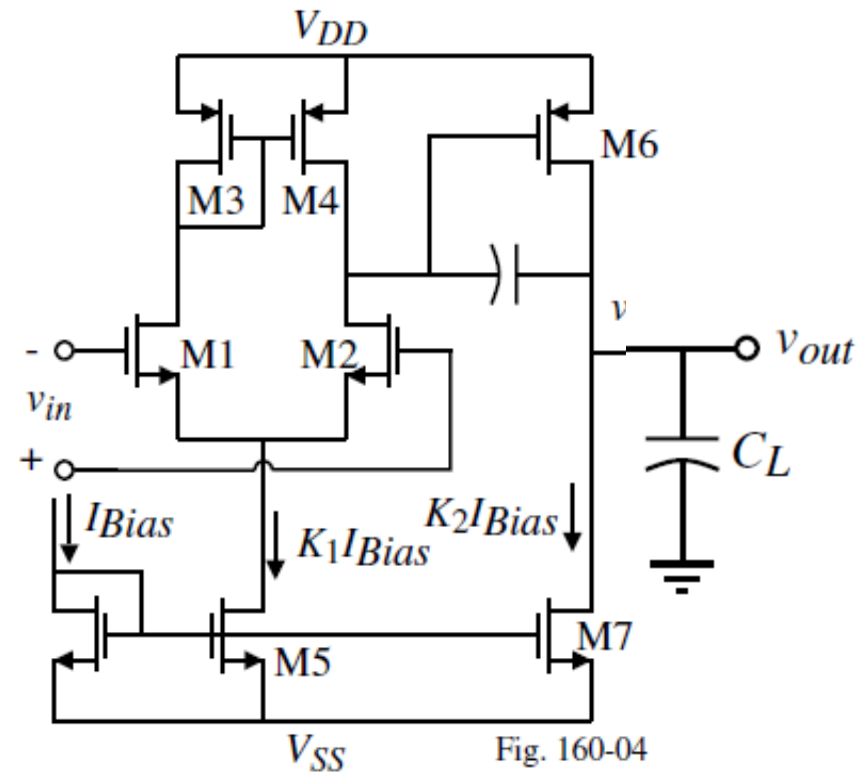 VDD
M6
M3 M4
v
- M1 M2 vout
vin
+ CL
IBias K1IBias K2IBias
M5 M7
VSS Fig. 160-04